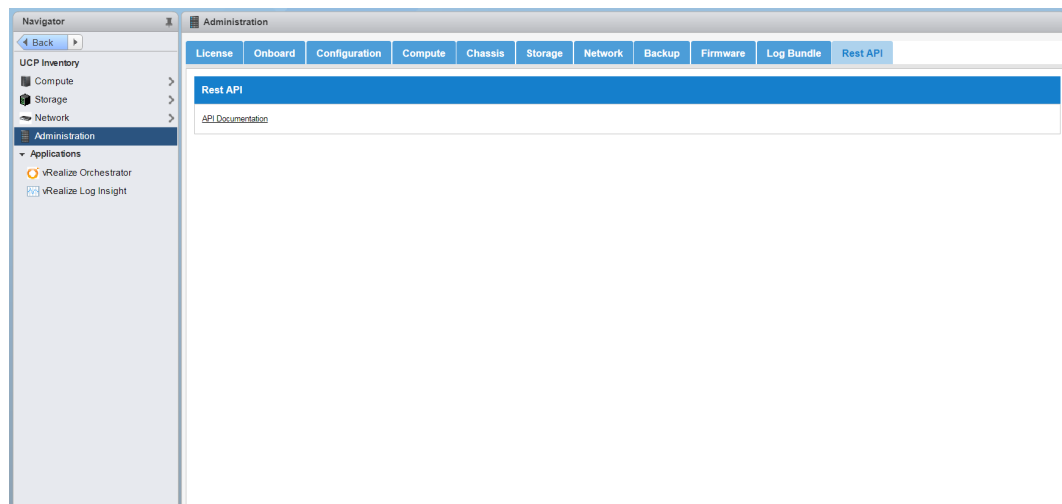 Navigator
Back
UCP Inventory
Compute
Storage
Network
Administration
Applications
vRealize Orchestrator
vRealize Log Insight
Administration
License Onboard Configuration Compute Chassis Storage Network Backup Firmware Log Bundle Rest API
Rest API
API Documentation